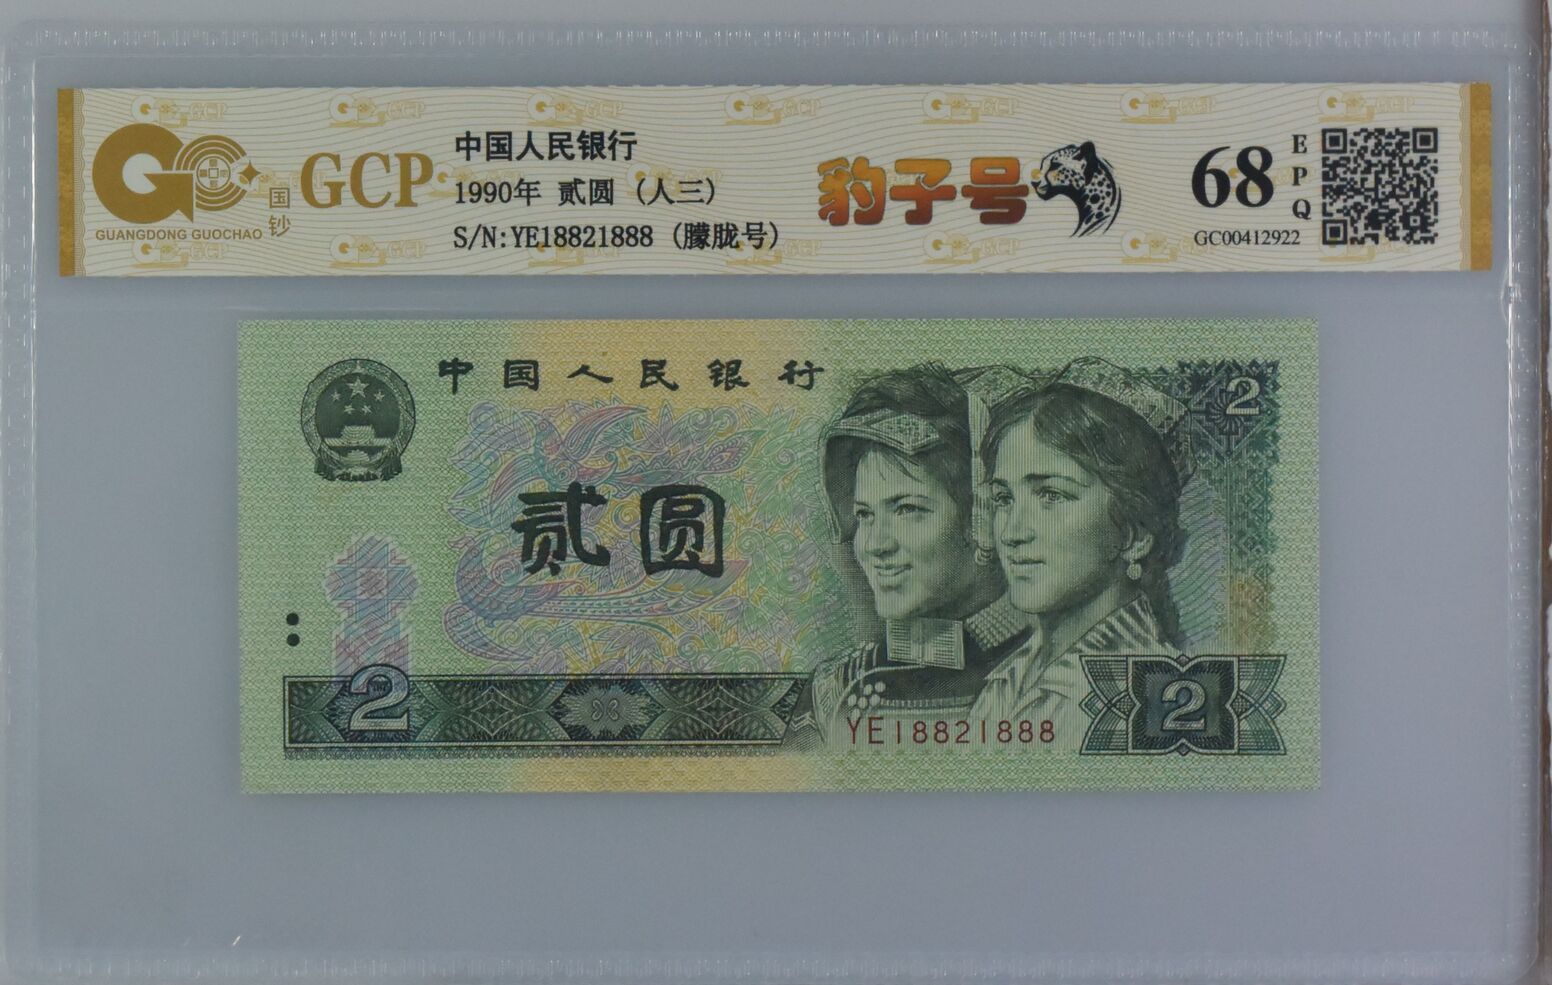 GCP
国钞
GUANGDONG GUOCHAO
中国人民银行
1990年 贰圆 (人三)
S/N:YE18821888 (朦胧号)
豹子号
68
EPQ
GC00412922
中国人民银行
2
贰圆
2
YE18821888
2